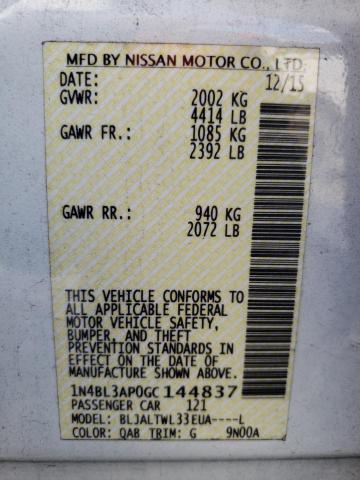 MFD BY NISSAN MOTOR CO., LTD.
DATE: 12/15
GVWR: 2002 KG
4414 LB
GAWR FR: 1085 KG
2392 LB
GAWR RR: 940 KG
2072 LB
THIS VEHICLE CONFORMS TO
ALL APPLICABLE FEDERAL
MOTOR VEHICLE SAFETY,
BUMPER, AND THEFT
PREVENTION STANDARDS IN
EFFECT ON THE DATE OF
MANUFACTURE SHOWN ABOVE.
1N4BL3AP0GC144837
PASSENGER CAR 121
MODEL: BLJALTWL33EUA----L
COLOR: QAB TRIM: G 9N00A